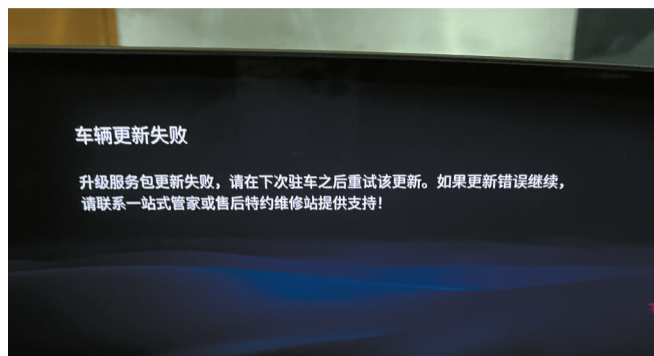 车辆更新失败
升级服务包更新失败，请在下次驻车之后重试该更新。如果更新错误继续，
请联系一站式管家或售后特约维修站提供支持！